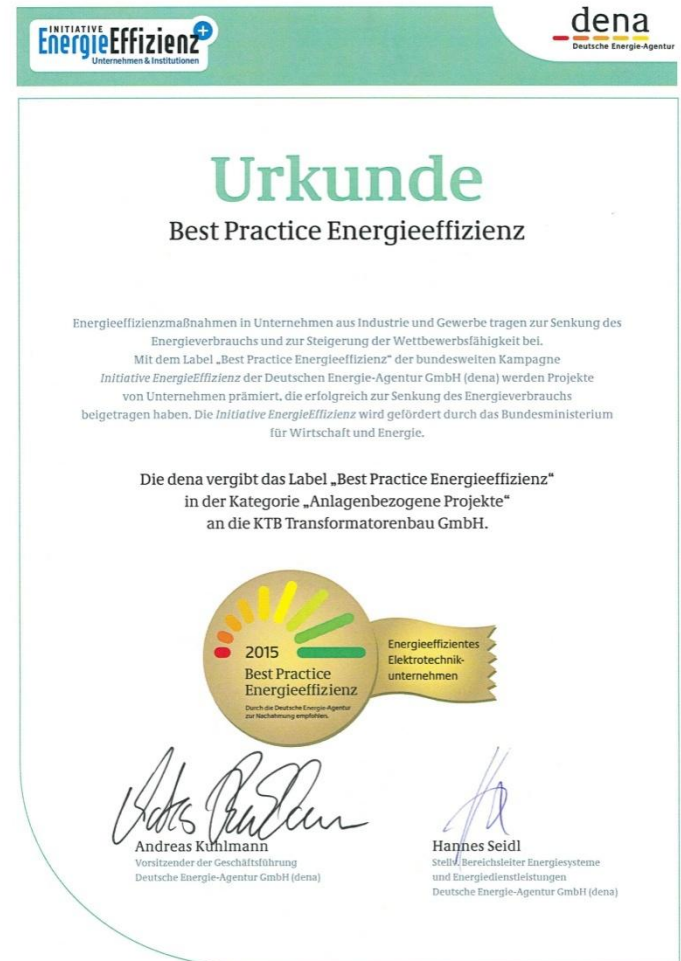 INITIATIVE
EnergieEffizienz+
Unternehmen & Institutionen
dena
Deutsche Energie-Agentur
Urkunde
Best Practice Energieeffizienz
Energieeffizienzmaßnahmen in Unternehmen aus Industrie und Gewerbe tragen zur Senkung des
Energieverbrauchs und zur Steigerung der Wettbewerbsfähigkeit bei.
Mit dem Label „Best Practice Energieeffizienz“ der bundesweiten Kampagne
Initiative EnergieEffizienz der Deutschen Energie-Agentur GmbH (dena) werden Projekte
von Unternehmen prämiert, die erfolgreich zur Senkung des Energieverbrauchs
beigetragen haben. Die Initiative EnergieEffizienz wird gefördert durch das Bundesministerium
für Wirtschaft und Energie.
Die dena vergibt das Label „Best Practice Energieeffizienz“
in der Kategorie „Anlagenbezogene Projekte“
an die KTB Transformatorenbau GmbH.
2015
Best Practice
Energieeffizienz
Durch die Deutsche Energie-Agentur
zur Nachahmung empfohlen.
Energieeffizientes
Elektrotechnik-
unternehmen
Andreas Kuhlmann
Vorsitzender der Geschäftsführung
Deutsche Energie-Agentur GmbH (dena)
Hannes Seidl
Stellv. Bereichsleiter Energiesysteme
und Energiedienstleistungen
Deutsche Energie-Agentur GmbH (dena)